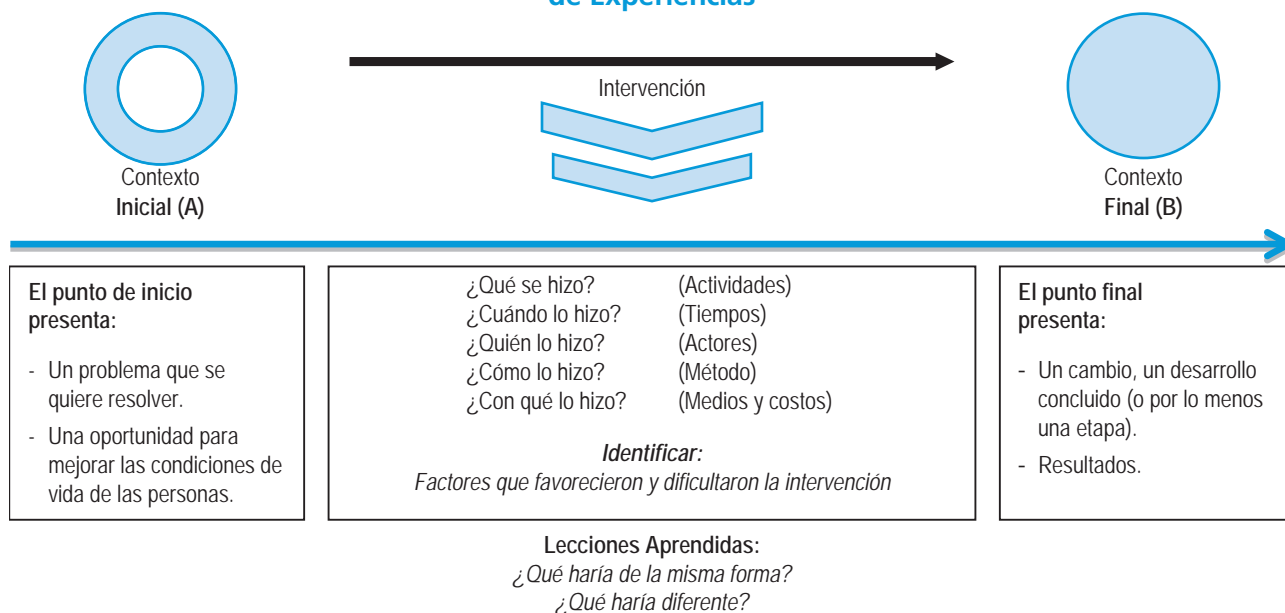 de Experiencias
Intervención
Contexto
Inicial (A)
Contexto
Final (B)
El punto de inicio
presenta:
- Un problema que se
quiere resolver.
- Una oportunidad para
mejorar las condiciones de
vida de las personas.
¿Qué se hizo? (Actividades)
¿Cuándo lo hizo? (Tiempos)
¿Quién lo hizo? (Actores)
¿Cómo lo hizo? (Método)
¿Con qué lo hizo? (Medios y costos)
Identificar:
Factores que favorecieron y dificultaron la intervención
El punto final
presenta:
- Un cambio, un desarrollo
concluido (o por lo menos
una etapa).
- Resultados.
Lecciones Aprendidas:
¿Qué haría de la misma forma?
¿Qué haría diferente?